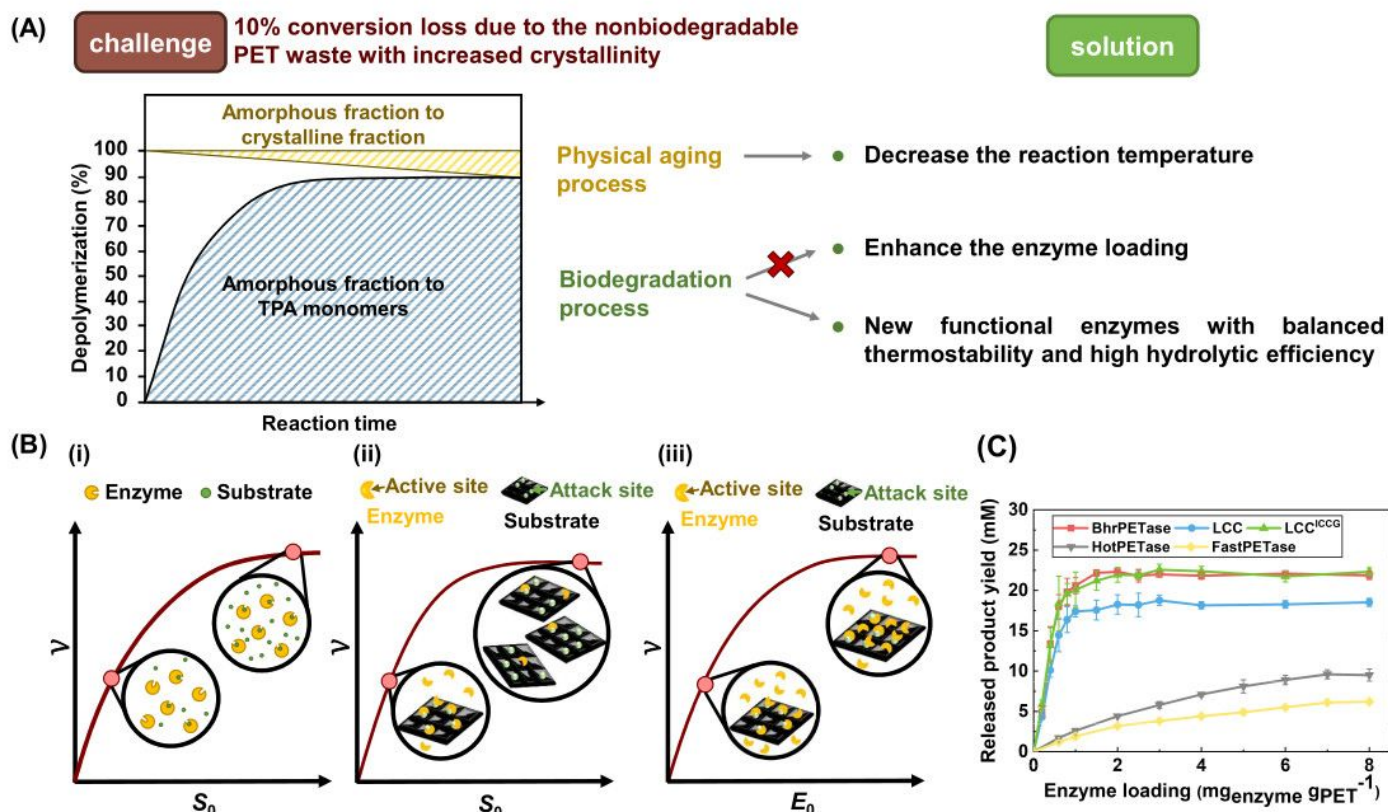 (A)
challenge
10% conversion loss due to the nonbiodegradable
PET waste with increased crystallinity
solution
Depolymerization (%)
100
90
80
70
60
50
40
30
20
10
0
Amorphous fraction to
crystalline fraction
Amorphous fraction to
TPA monomers
Reaction time
Physical aging
process
Decrease the reaction temperature
Biodegradation
process
Enhance the enzyme loading
New functional enzymes with balanced
thermostability and high hydrolytic efficiency
(B)
(i)
Enzyme
Substrate
V
S₀
(ii)
Active site
Enzyme
Attack site
Substrate
V
S₀
(iii)
Active site
Enzyme
Attack site
Substrate
V
E₀
(C)
Released product yield (mM)
30
25
20
15
10
5
0
BhrPETase
LCC
LCCᴵᶜᶜᴳ
HotPETase
FastPETase
0
2
4
6
8
Enzyme loading (mg enzyme gPET⁻¹)